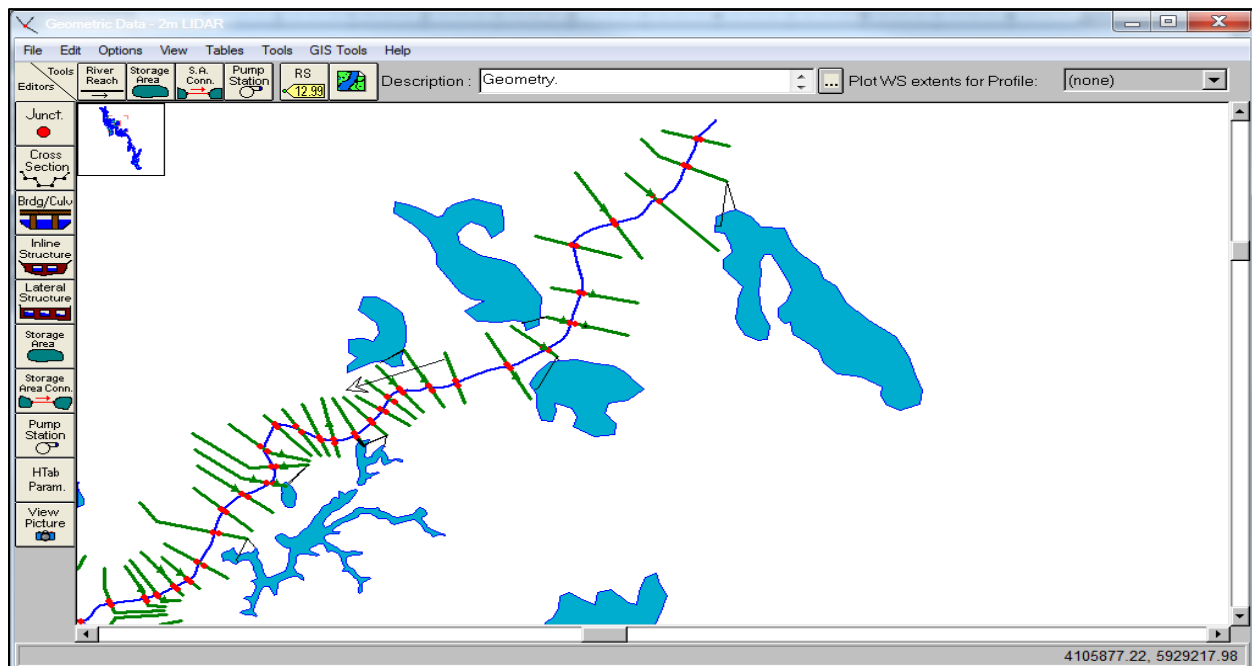 Geometric Data - 2m LIDAR
File Edit Options View Tables Tools GIS Tools Help
Tools
Editors
River
Reach
Storage
Area
S.A.
Conn.
Pump
Station
RS
12.99
Description :
Geometry.
...
Plot WS extents for Profile:
(none)
Junct.
Cross
Section
Brdg/Culv
Inline
Structure
Lateral
Structure
Storage
Area
Storage
Area Conn.
Pump
Station
HTab
Param.
View
Picture
4105877.22, 5929217.98